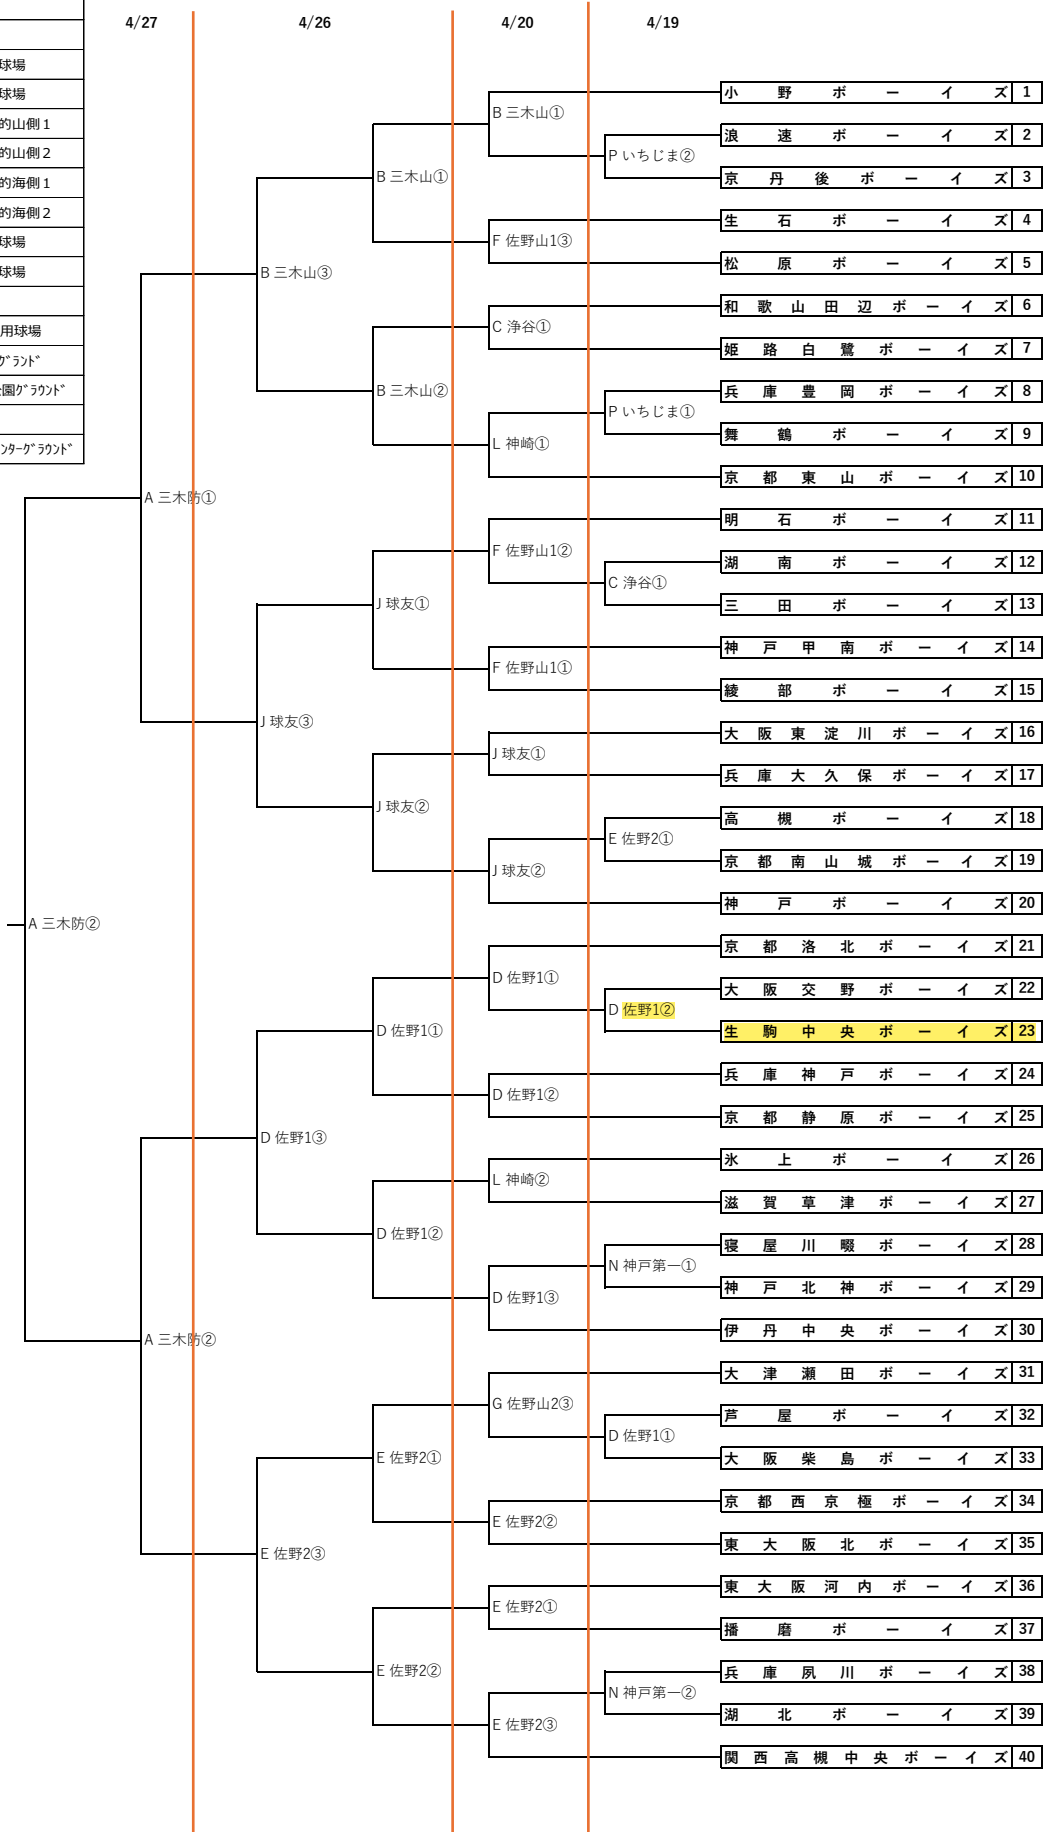 4/27 4/26 4/20 4/19
球場
球場
的山側1
的山側2
的海側1
的海側2
球場
球場
用球場
グランド
園グラウンド
ンターグラウンド
小野ボーイズ 1
B 三木山①
浪速ボーイズ 2
P いちじま②
京丹後ボーイズ 3
B 三木山①
生石ボーイズ 4
F 佐野山1③
松原ボーイズ 5
B 三木山③
和歌山田辺ボーイズ 6
C 浄谷①
姫路白鷺ボーイズ 7
B 三木山②
兵庫豊岡ボーイズ 8
P いちじま①
舞鶴ボーイズ 9
L 神崎①
京都東山ボーイズ 10
A 三木防①
明石ボーイズ 11
F 佐野山1②
湖南ボーイズ 12
C 浄谷①
三田ボーイズ 13
J 球友①
神戸甲南ボーイズ 14
F 佐野山1①
綾部ボーイズ 15
J 球友③
大阪東淀川ボーイズ 16
J 球友①
兵庫大久保ボーイズ 17
J 球友②
高槻ボーイズ 18
E 佐野2①
京都南山城ボーイズ 19
J 球友②
神戸ボーイズ 20
A 三木防②
京都洛北ボーイズ 21
D 佐野1①
大阪交野ボーイズ 22
D 佐野1②
生駒中央ボーイズ 23
D 佐野1①
兵庫神戸ボーイズ 24
D 佐野1②
京都静原ボーイズ 25
D 佐野1③
氷上ボーイズ 26
L 神崎②
滋賀草津ボーイズ 27
D 佐野1②
寝屋川畷ボーイズ 28
N 神戸第一①
神戸北神ボーイズ 29
D 佐野1③
伊丹中央ボーイズ 30
A 三木防②
大津瀬田ボーイズ 31
G 佐野山2③
芦屋ボーイズ 32
D 佐野1①
大阪柴島ボーイズ 33
E 佐野2①
京都西京極ボーイズ 34
E 佐野2②
東大阪北ボーイズ 35
E 佐野2③
東大阪河内ボーイズ 36
E 佐野2①
播磨ボーイズ 37
E 佐野2②
兵庫夙川ボーイズ 38
N 神戸第一②
湖北ボーイズ 39
E 佐野2③
関西高槻中央ボーイズ 40